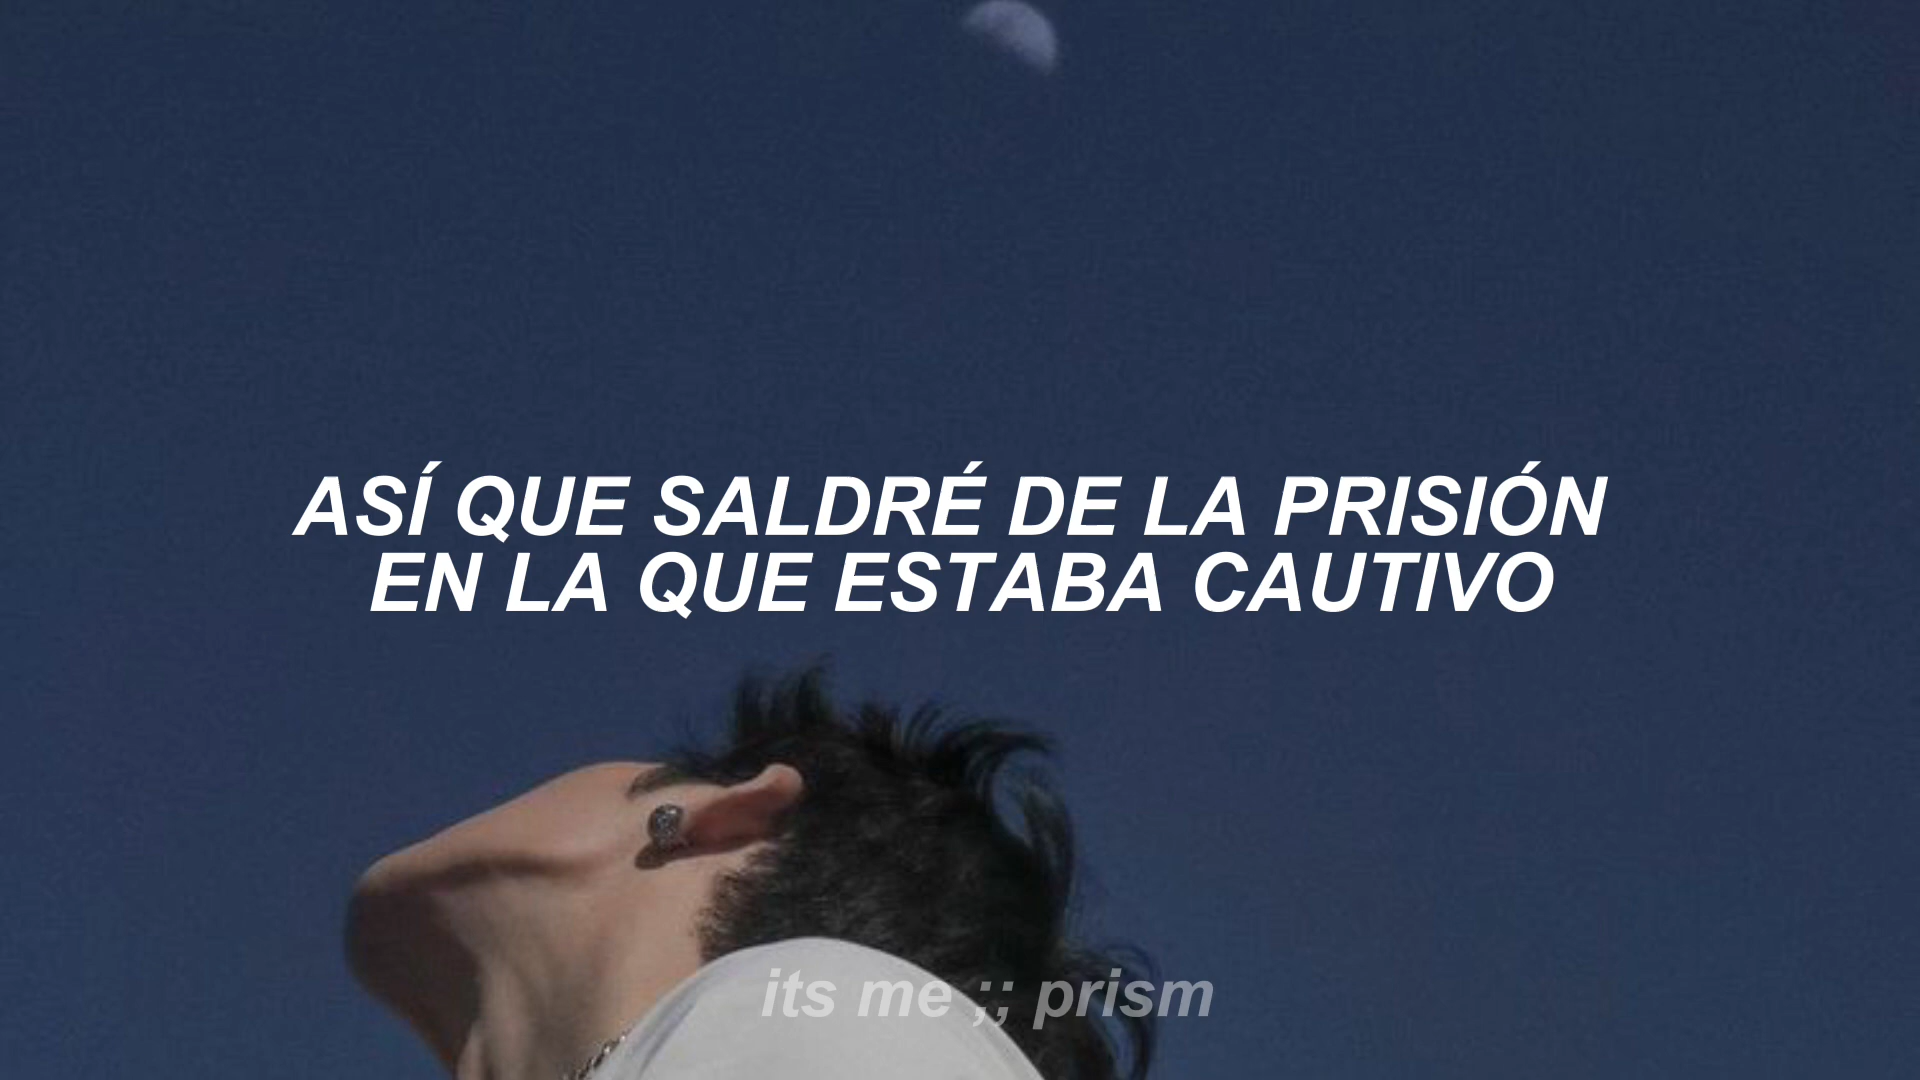 ASÍ QUE SALDRÉ DE LA PRISIÓN
EN LA QUE ESTABA CAUTIVO
its me ;; prism